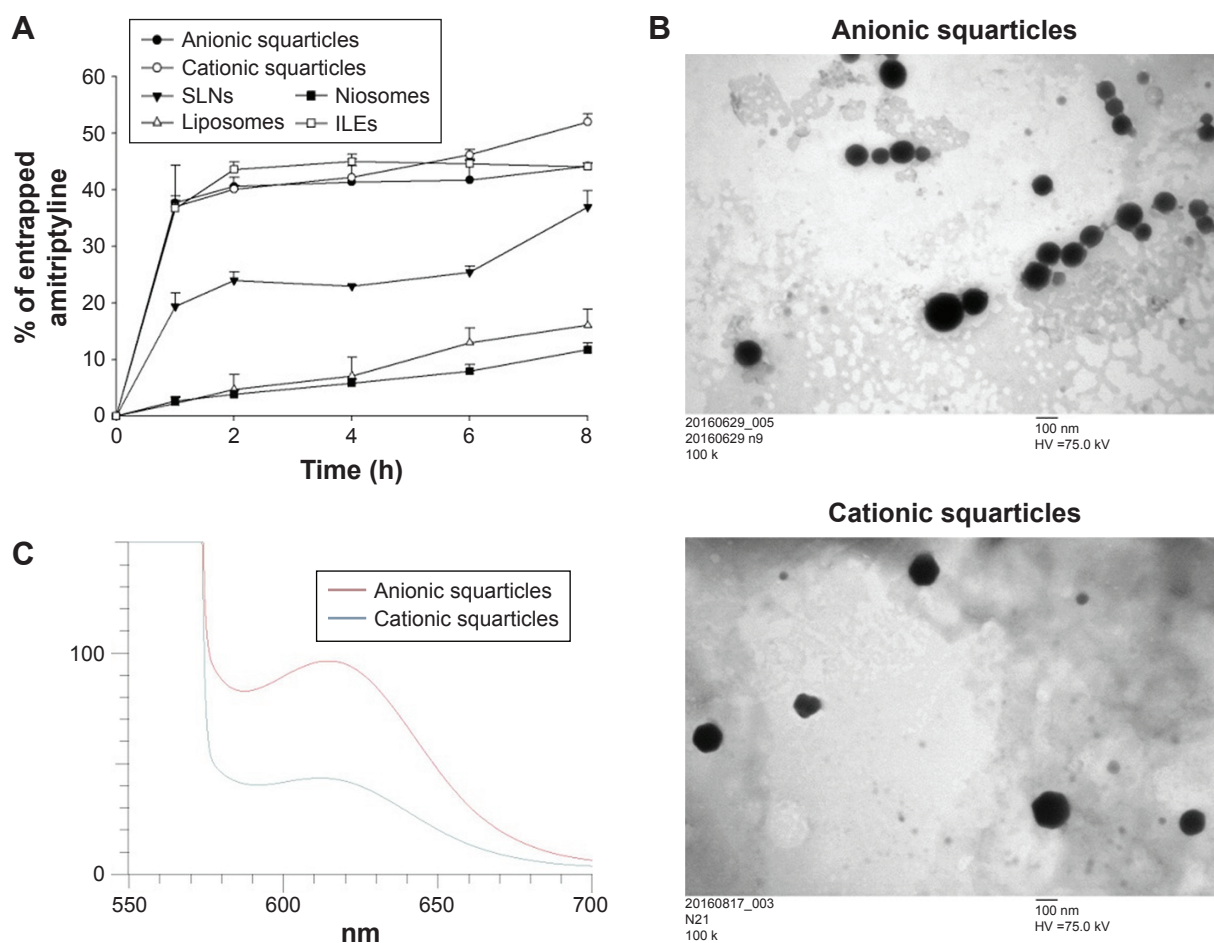 A
Anionic squarticles
Cationic squarticles
SLNs
Niosomes
Liposomes
ILEs
% of entrapped
amitriptyline
60
50
40
30
20
10
0
0
2
4
6
8
Time (h)
B
Anionic squarticles
20160629_005
20160629 n9
100 k
100 nm
HV =75.0 kV
Cationic squarticles
20160817_003
N21
100 k
100 nm
HV =75.0 kV
C
Anionic squarticles
Cationic squarticles
100
0
550
600
650
700
nm